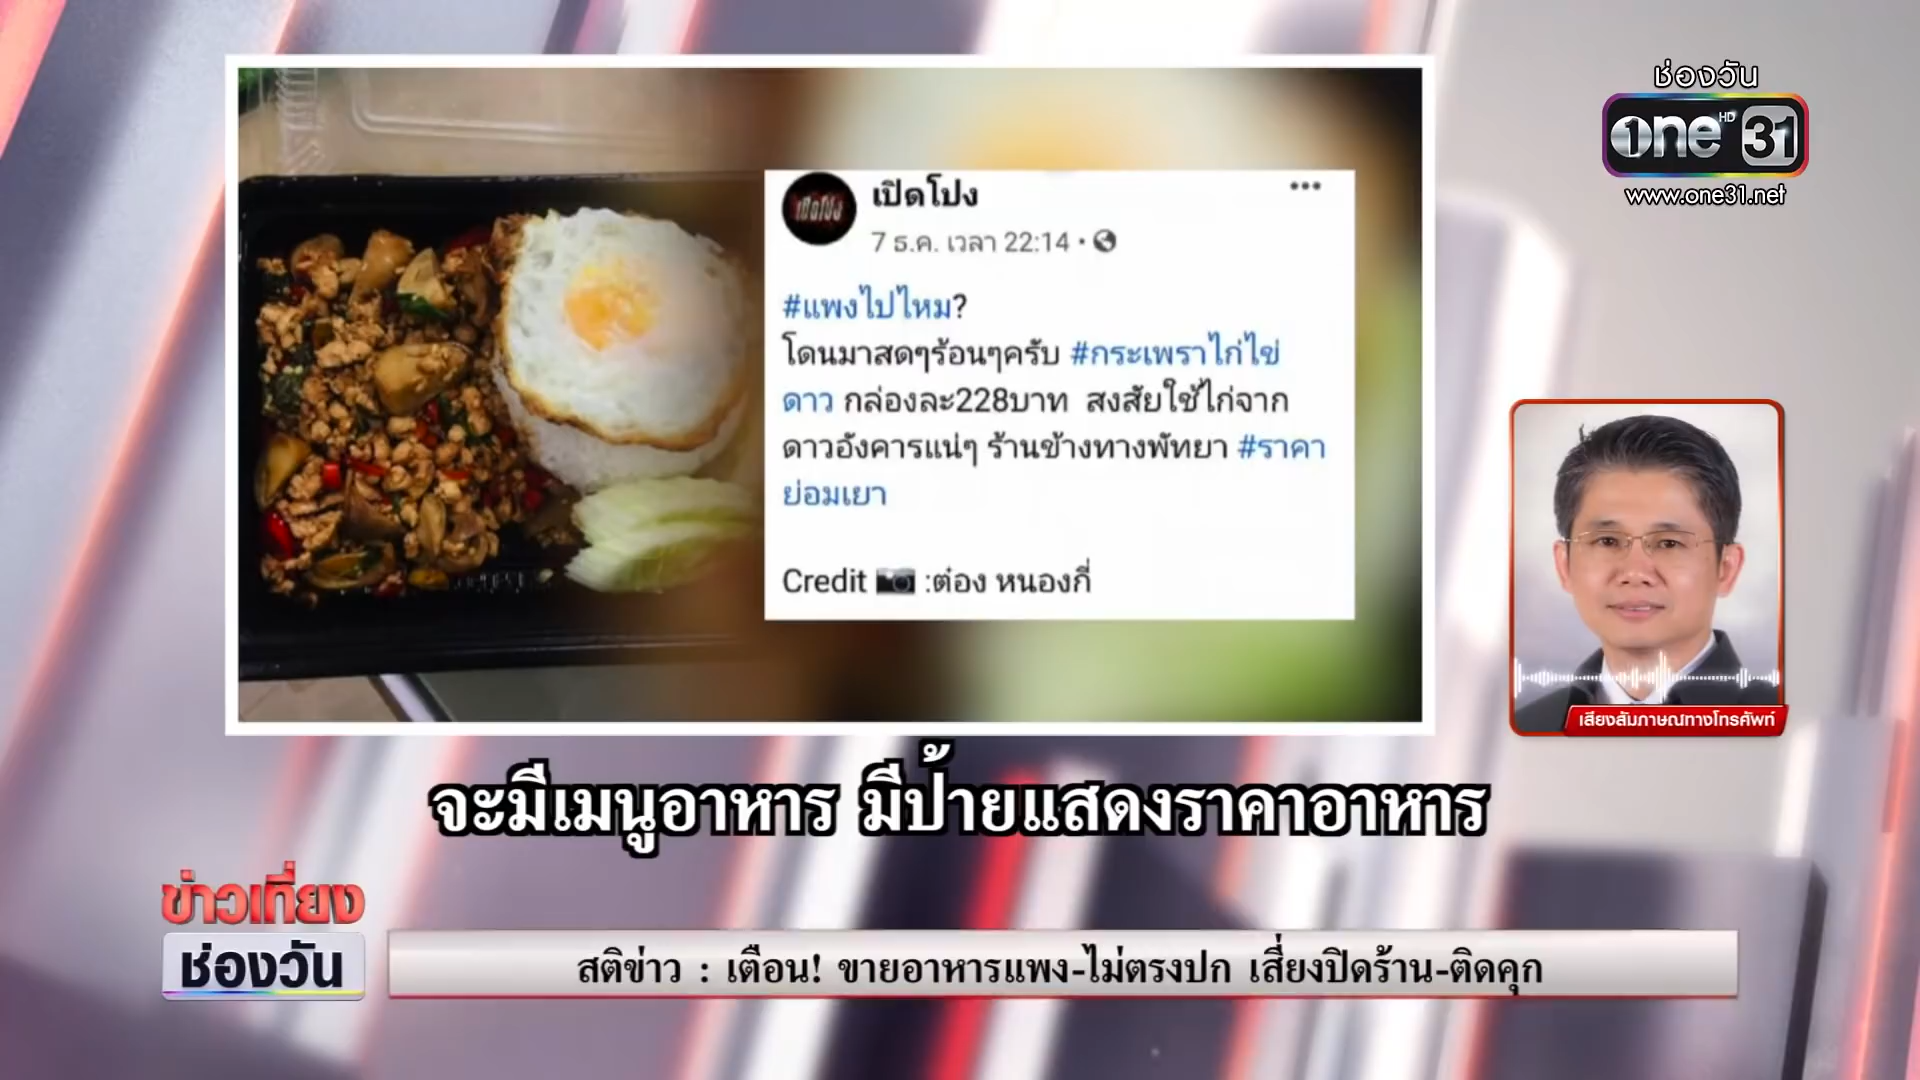 ช่องวัน
one HD 31
www.one31.net
เปิดโปง
เปิดโปง
7 ธ.ค. เวลา 22:14
#แพงไปไหม?
โดนมาสดๆร้อนๆครับ #กระเพราไก่ไข่
ดาว กล่องละ228บาท สงสัยใช้ไก่จาก
ดาวอังคารแน่ๆ ร้านข้างทางพัทยา #ราคา
ย่อมเยา
Credit 📷 :ต๋อง หนองกี่
เสียงสัมภาษณทางโทรศัพท์
จะมีเมนูอาหาร มีป้ายแสดงราคาอาหาร
ข่าวเที่ยง
ช่องวัน
สติข่าว : เตือน! ขายอาหารแพง-ไม่ตรงปก เสี่ยงปิดร้าน-ติดคุก